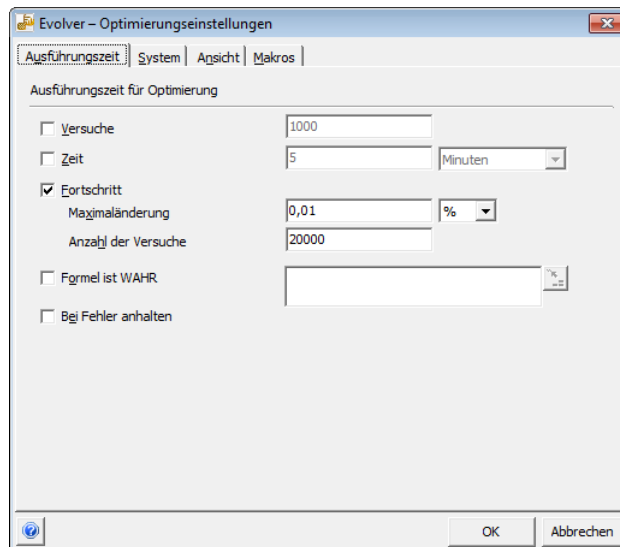 Evolver – Optimierungseinstellungen
Ausführungszeit System Ansicht Makros
Ausführungszeit für Optimierung
Versuche 1000
Zeit 5 Minuten
Fortschritt
Maximaländerung 0,01 %
Anzahl der Versuche 20000
Formel ist WAHR
Bei Fehler anhalten
OK Abbrechen